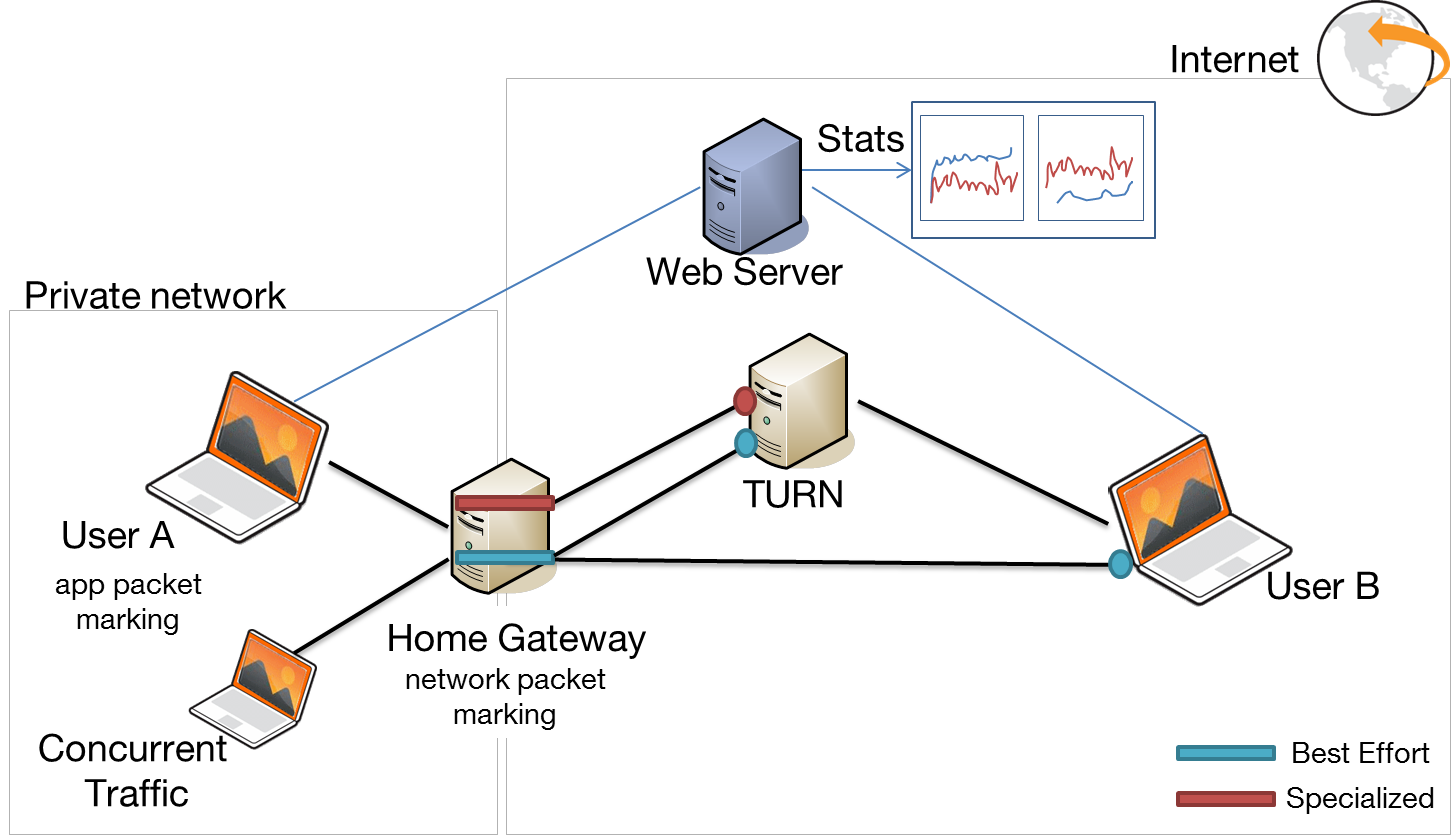 Internet
Stats
Web Server
Private network
TURN
User A
app packet
marking
User B
Home Gateway
network packet
marking
Concurrent
Traffic
Best Effort
Specialized